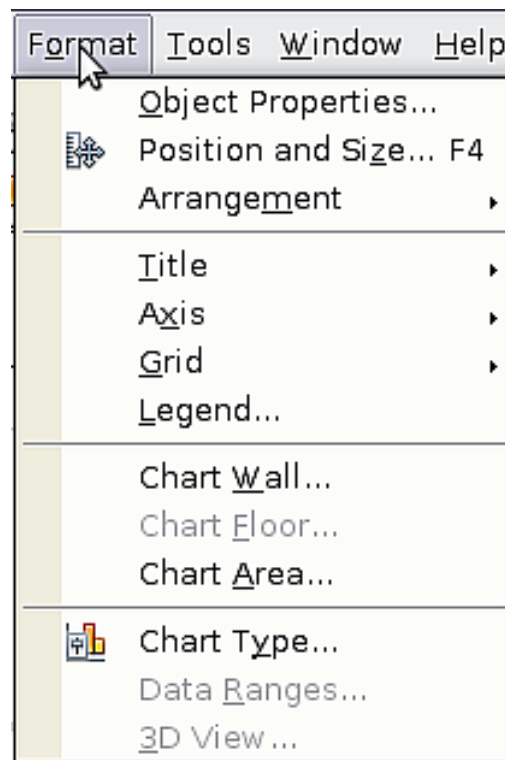 Format Tools Window Help
Object Properties...
Position and Size... F4
Arrangement
Title
Axis
Grid
Legend...
Chart Wall...
Chart Floor...
Chart Area...
Chart Type...
Data Ranges...
3D View...